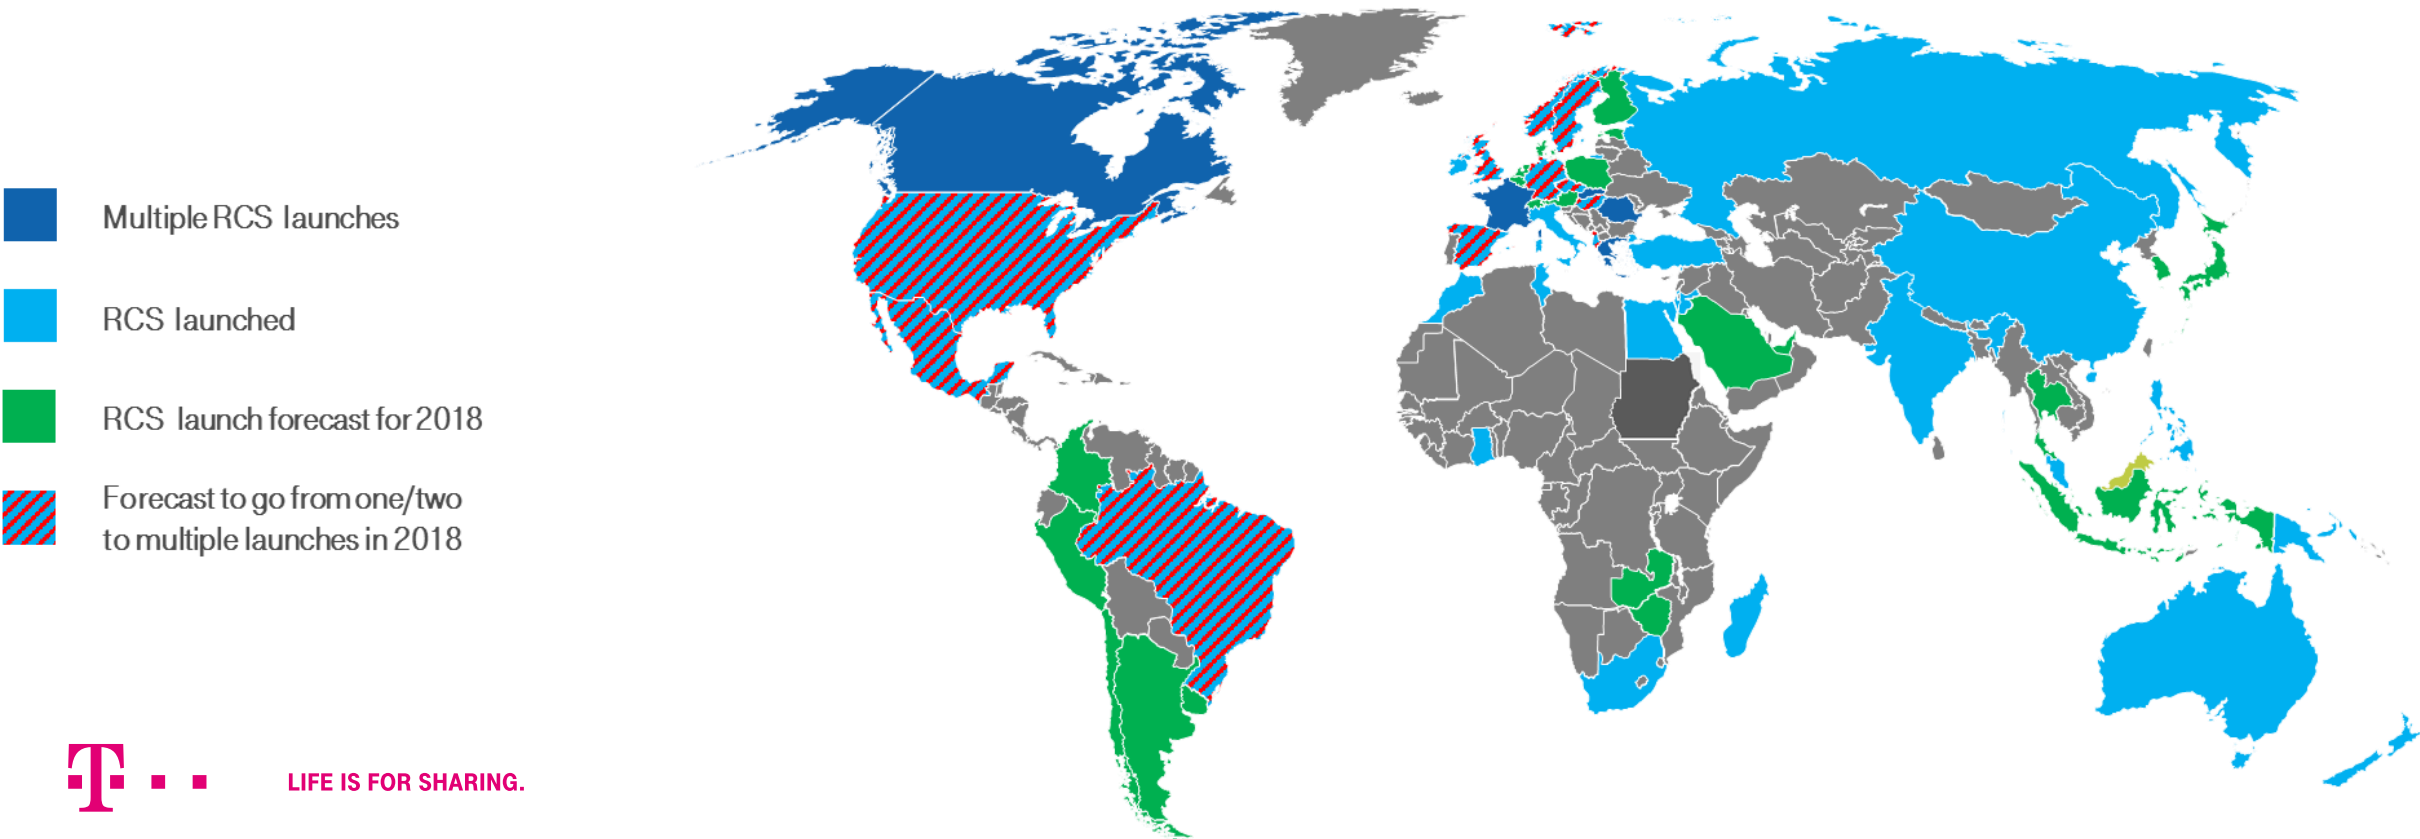 Multiple RCS launches
RCS launched
RCS launch forecast for 2018
Forecast to go from one/two
to multiple launches in 2018
T
LIFE IS FOR SHARING.